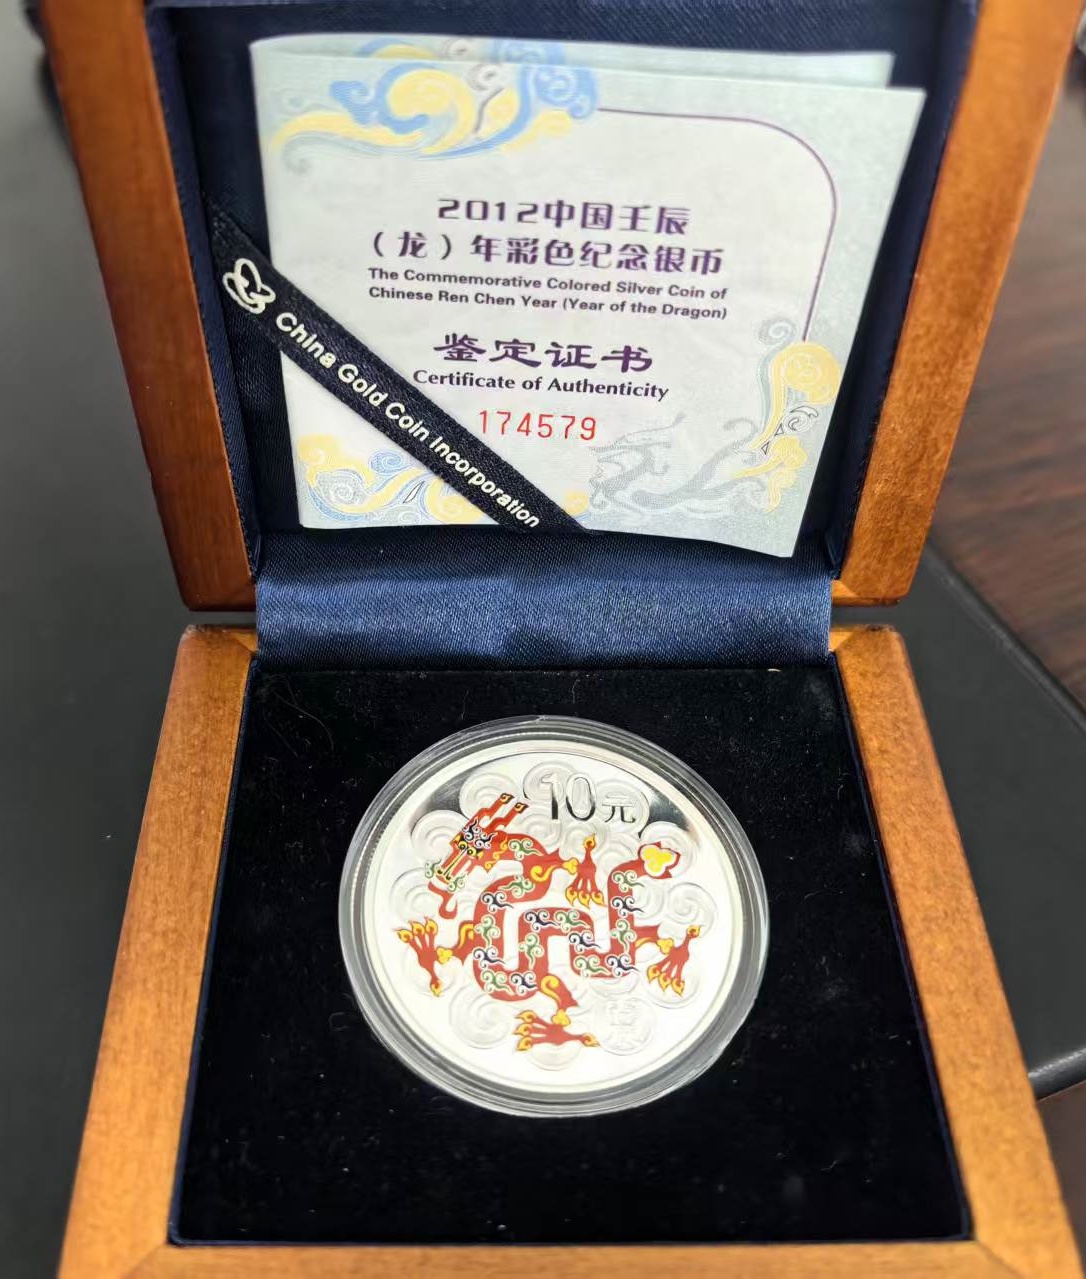 2012中国壬辰
（龙）年彩色纪念银币
The Commemorative Colored Silver Coin of
Chinese Ren Chen Year (Year of the Dragon)
鉴定证书
Certificate of Authenticity
174579
China Gold Coin Incorporation
10元